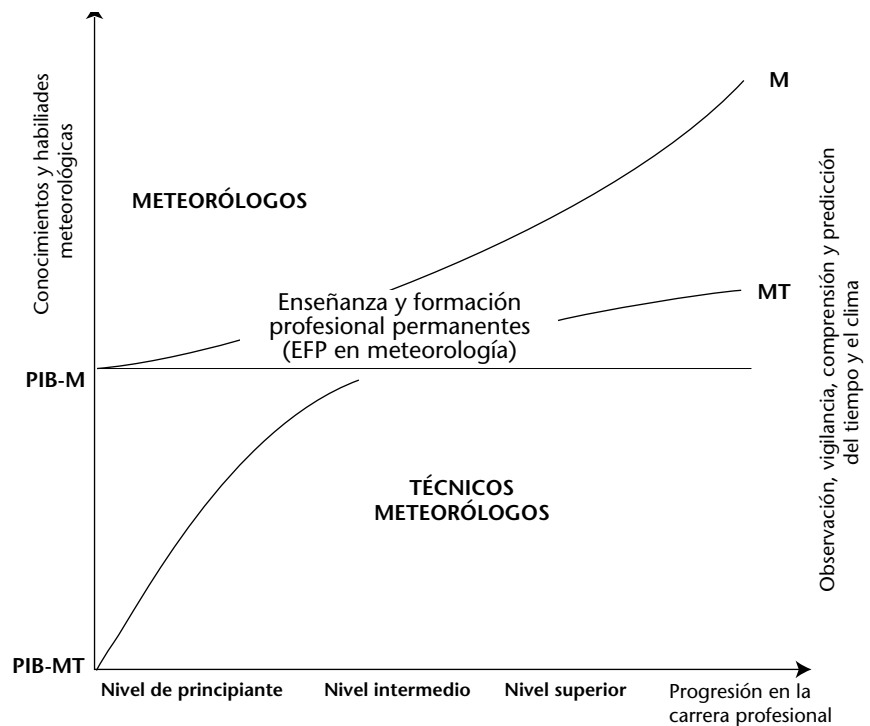 Conocimientos y habiliades
meteorológicas
M
METEORÓLOGOS
MT
Enseñanza y formación
profesional permanentes
(EFP en meteorología)
PIB-M
TÉCNICOS
METEORÓLOGOS
Observación, vigilancia, comprensión y predicción
del tiempo y el clima
PIB-MT
Nivel de principiante
Nivel intermedio
Nivel superior
Progresión en la
carrera profesional